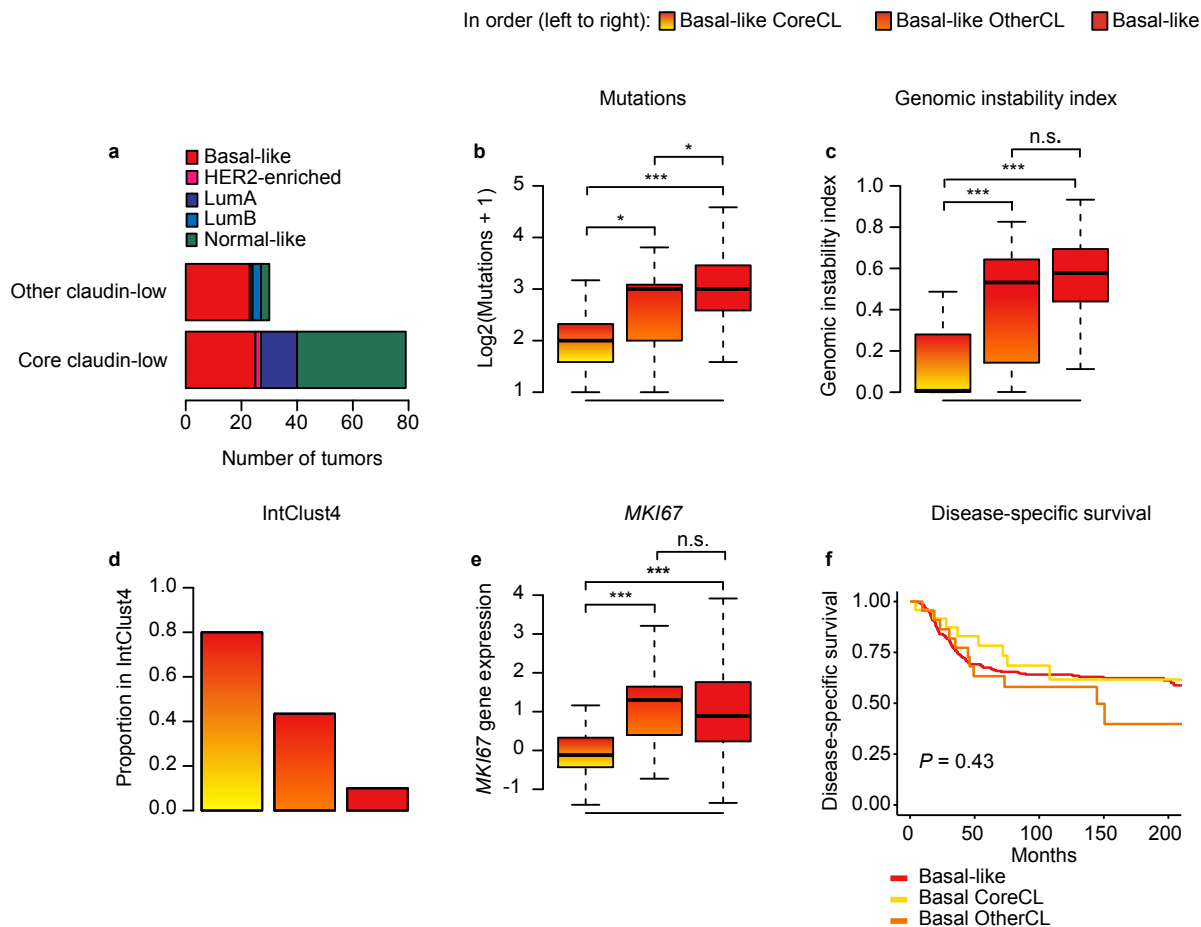 In order (left to right): Basal-like CoreCL Basal-like OtherCL Basal-like
Mutations
Genomic instability index
a
Basal-like
HER2-enriched
LumA
LumB
Normal-like
Other claudin-low
Core claudin-low
0 20 40 60 80
Number of tumors
b
*
***
*
5
4
3
2
1
Log2(Mutations + 1)
c
n.s.
***
***
1.0
0.8
0.6
0.4
0.2
0.0
Genomic instability index
IntClust4
MKI67
Disease-specific survival
d
1.0
0.8
0.4
0.2
0.0
Proportion in IntClust4
e
n.s.
***
***
4
3
2
1
0
-1
MKI67 gene expression
f
1.00
0.75
0.50
0.25
0.00
Disease-specific survival
P = 0.43
0 50 100 150 200
Months
Basal-like
Basal CoreCL
Basal OtherCL